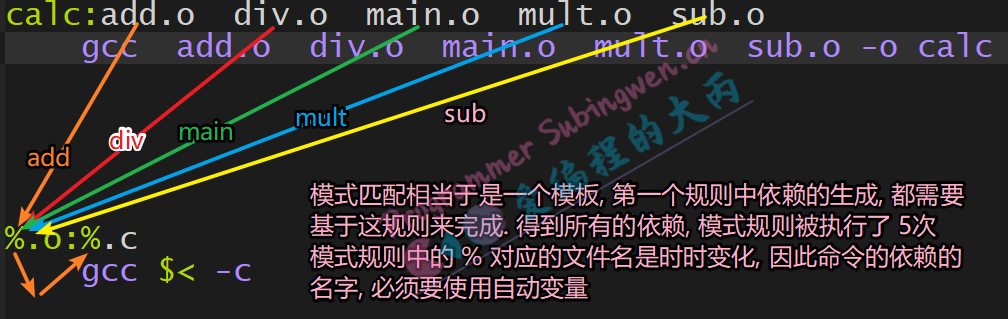 calc:add.o div.o main.o mult.o sub.o
gcc add.o div.o main.o mult.o sub.o -o calc
add
div
main
mult
sub
Programmer Subingwen.cn
爱编程的大丙
模式匹配相当于是一个模板, 第一个规则中依赖的生成, 都需要
基于这规则来完成. 得到所有的依赖, 模式规则被执行了 5次
模式规则中的 % 对应的文件名是时时变化, 因此命令的依赖的
名字, 必须要使用自动变量
%.o:%.c
gcc $< -c